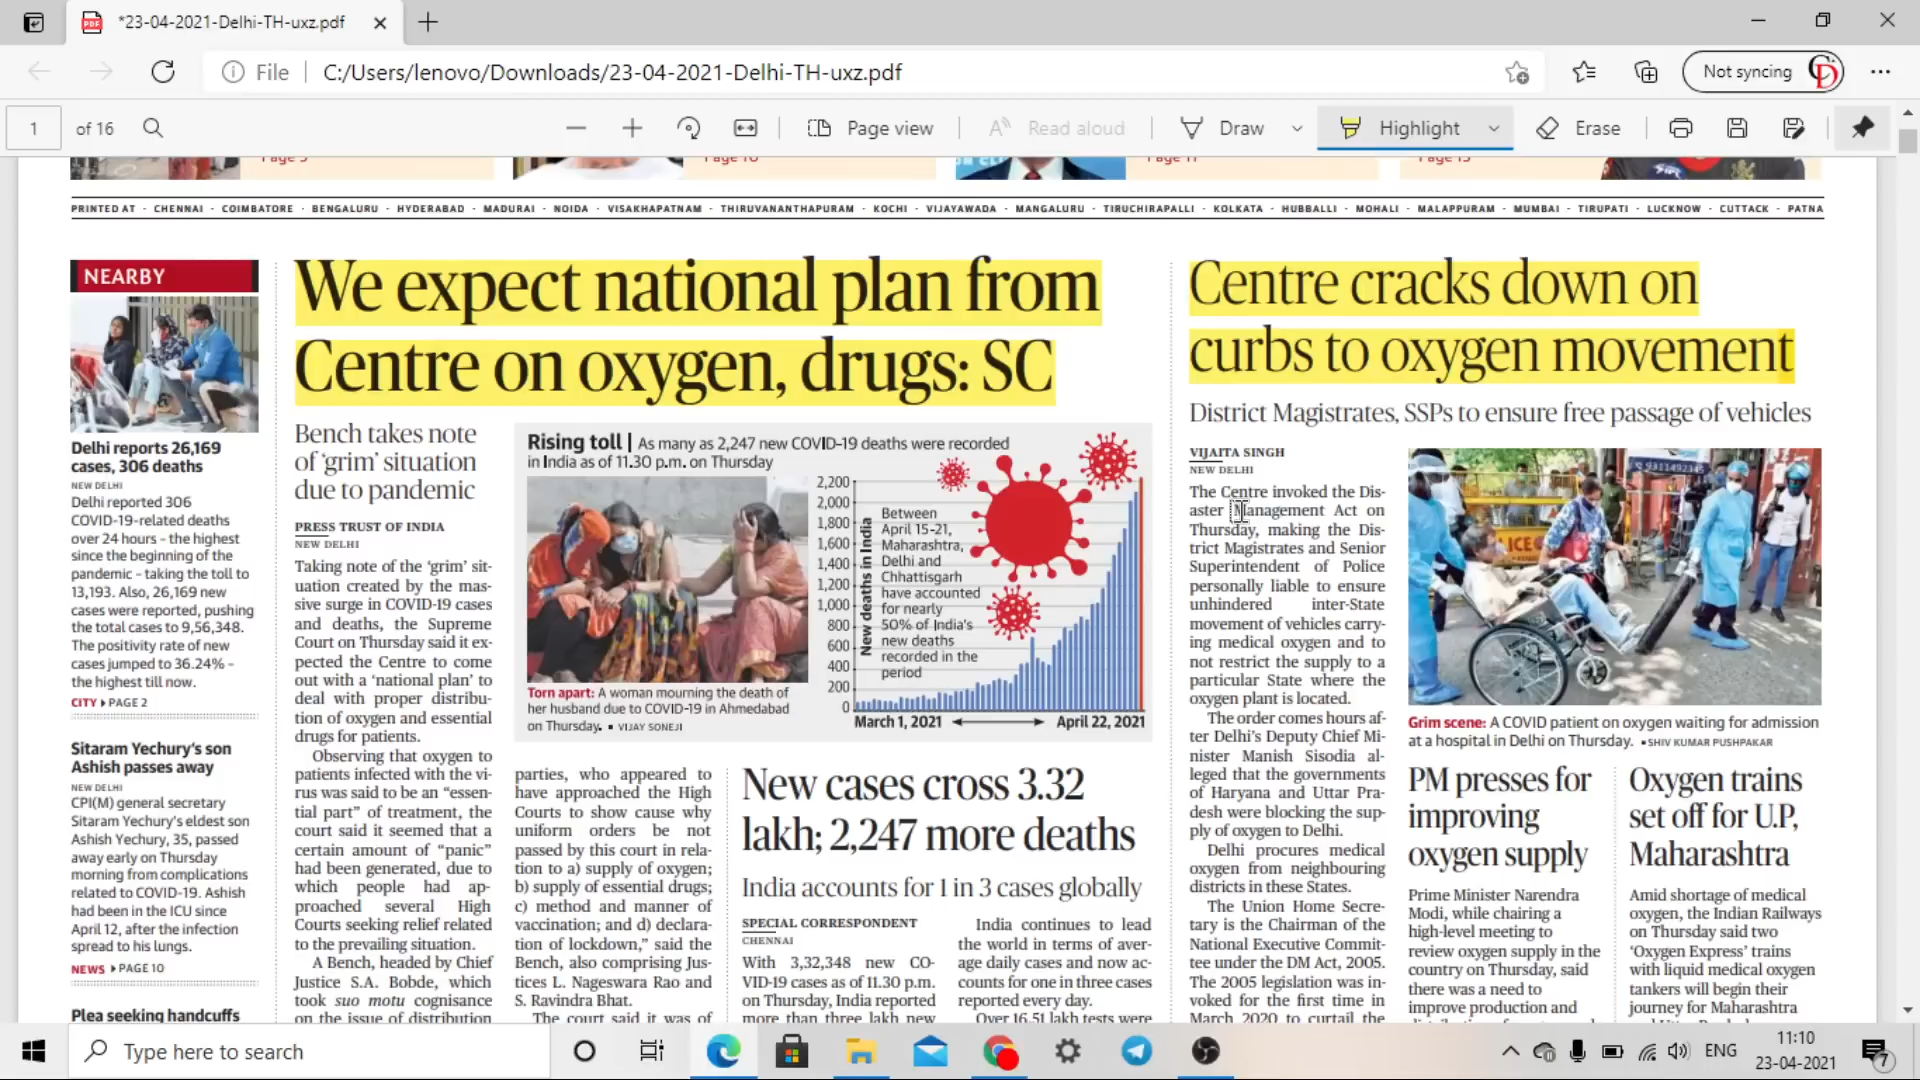 *23-04-2021-Delhi-TH-uxz.pdf
File
C:/Users/lenovo/Downloads/23-04-2021-Delhi-TH-uxz.pdf
Not syncing
1 of 16
Page view
Read aloud
Draw
Highlight
Erase
PRINTED AT · CHENNAI · COIMBATORE · BENGALURU · HYDERABAD · MADURAI · NOIDA · VISAKHAPATNAM · THIRUVANANTHAPURAM · KOCHI · VIJAYAWADA · MANGALURU · TIRUCHIRAPALLI · KOLKATA · HUBBALLI · MOHALI · MALAPPURAM · MUMBAI · TIRUPATI · LUCKNOW · CUTTACK · PATNA
NEARBY
Delhi reports 26,169
cases, 306 deaths
NEW DELHI
Delhi reported 306
COVID-19-related deaths
over 24 hours – the highest
since the beginning of the
pandemic – taking the toll to
13,193. Also, 26,169 new
cases were reported, pushing
the total cases to 9,56,348.
The positivity rate of new
cases jumped to 36.24% –
the highest till now.
CITY ▸ PAGE 2
Sitaram Yechury's son
Ashish passes away
NEW DELHI
CPI(M) general secretary
Sitaram Yechury's eldest son
Ashish Yechury, 35, passed
away early on Thursday
morning from complications
related to COVID-19. Ashish
had been in the ICU since
April 12, after the infection
spread to his lungs.
NEWS ▸ PAGE 10
Plea seeking handcuffs
We expect national plan from
Centre on oxygen, drugs: SC
Bench takes note
of 'grim' situation
due to pandemic
PRESS TRUST OF INDIA
NEW DELHI
Taking note of the 'grim' sit-
uation created by the mas-
sive surge in COVID-19 cases
and deaths, the Supreme
Court on Thursday said it ex-
pected the Centre to come
out with a 'national plan' to
deal with proper distribu-
tion of oxygen and essential
drugs for patients.
Observing that oxygen to
patients infected with the vi-
rus was said to be an "essen-
tial part" of treatment, the
court said it seemed that a
certain amount of "panic"
had been generated, due to
which people had ap-
proached several High
Courts seeking relief related
to the prevailing situation.
A Bench, headed by Chief
Justice S.A. Bobde, which
took suo motu cognisance
on the issue of distribution
Rising toll | As many as 2,247 new COVID-19 deaths were recorded
in India as of 11.30 p.m. on Thursday
2,200
2,000
1,800
1,600
1,400
1,200
1,000
800
600
400
200
0
New deaths in India
Between
April 15-21,
Maharashtra,
Delhi and
Chhattisgarh
have accounted
for nearly
50% of India's
new deaths
recorded in the
period
March 1, 2021
April 22, 2021
Torn apart: A woman mourning the death of
her husband due to COVID-19 in Ahmedabad
on Thursday. ▪ VIJAY SONEJI
parties, who appeared to
have approached the High
Courts to show cause why
uniform orders be not
passed by this court in rela-
tion to a) supply of oxygen;
b) supply of essential drugs;
c) method and manner of
vaccination; and d) declara-
tion of lockdown," said the
Bench, also comprising Jus-
tices L. Nageswara Rao and
S. Ravindra Bhat.
The court said it was of
New cases cross 3.32
lakh; 2,247 more deaths
India accounts for 1 in 3 cases globally
SPECIAL CORRESPONDENT
CHENNAI
With 3,32,348 new CO-
VID-19 cases as of 11.30 p.m.
on Thursday, India reported
more than three lakh new
India continues to lead
the world in terms of aver-
age daily cases and now ac-
counts for one in three cases
reported every day.
Over 16.51 lakh tests were
Centre cracks down on
curbs to oxygen movement
District Magistrates, SSPs to ensure free passage of vehicles
VIJAITA SINGH
NEW DELHI
The Centre invoked the Dis-
aster Management Act on
Thursday, making the Dis-
trict Magistrates and Senior
Superintendent of Police
personally liable to ensure
unhindered inter-State
movement of vehicles carry-
ing medical oxygen and to
not restrict the supply to a
particular State where the
oxygen plant is located.
The order comes hours af-
ter Delhi's Deputy Chief Mi-
nister Manish Sisodia al-
leged that the governments
of Haryana and Uttar Pra-
desh were blocking the sup-
ply of oxygen to Delhi.
Delhi procures medical
oxygen from neighbouring
districts in these States.
The Union Home Secre-
tary is the Chairman of the
National Executive Commit-
tee under the DM Act, 2005.
The 2005 legislation was in-
voked for the first time in
March 2020 to curtail the
Grim scene: A COVID patient on oxygen waiting for admission
at a hospital in Delhi on Thursday. ▪ SHIV KUMAR PUSHPAKAR
PM presses for
improving
oxygen supply
Prime Minister Narendra
Modi, while chairing a
high-level meeting to
review oxygen supply in the
country on Thursday, said
there was a need to
improve production and
Oxygen trains
set off for U.P.,
Maharashtra
Amid shortage of medical
oxygen, the Indian Railways
on Thursday said two
'Oxygen Express' trains
with liquid medical oxygen
tankers will begin their
journey for Maharashtra
Type here to search
ENG
11:10
23-04-2021
7